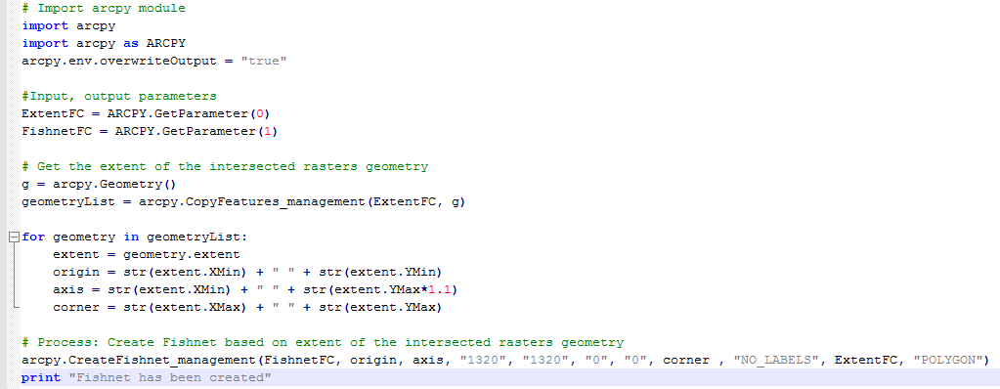 # Import arcpy module
import arcpy
import arcpy as ARCPY
arcpy.env.overwriteOutput = "true"
#Input, output parameters
ExtentFC = ARCPY.GetParameter(0)
FishnetFC = ARCPY.GetParameter(1)
# Get the extent of the intersected rasters geometry
g = arcpy.Geometry()
geometryList = arcpy.CopyFeatures_management(ExtentFC, g)
for geometry in geometryList:
    extent = geometry.extent
    origin = str(extent.XMin) + " " + str(extent.YMin)
    axis = str(extent.XMin) + " " + str(extent.YMax*1.1)
    corner = str(extent.XMax) + " " + str(extent.YMax)
# Process: Create Fishnet based on extent of the intersected rasters geometry
arcpy.CreateFishnet_management(FishnetFC, origin, axis, "1320", "1320", "0", "0", corner , "NO_LABELS", ExtentFC, "POLYGON")
print "Fishnet has been created"